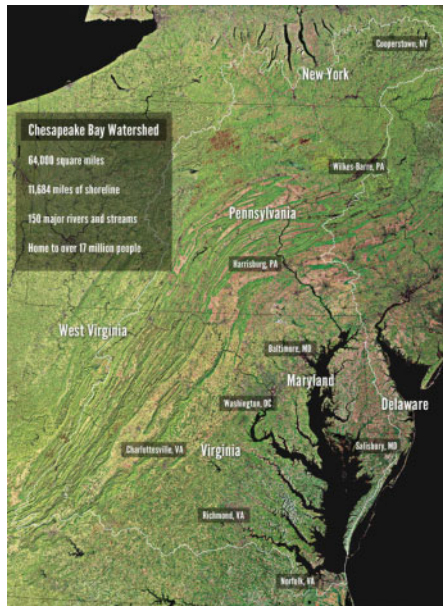 Cooperstown, NY
New York
Chesapeake Bay Watershed
64,000 square miles
11,684 miles of shoreline
150 major rivers and streams
Home to over 17 million people
Wilkes-Barre, PA
Pennsylvania
Harrisburg, PA
West Virginia
Baltimore, MD
Maryland
Delaware
Washington, DC
Salisbury, MD
Charlottesville, VA
Virginia
Richmond, VA
Norfolk, VA